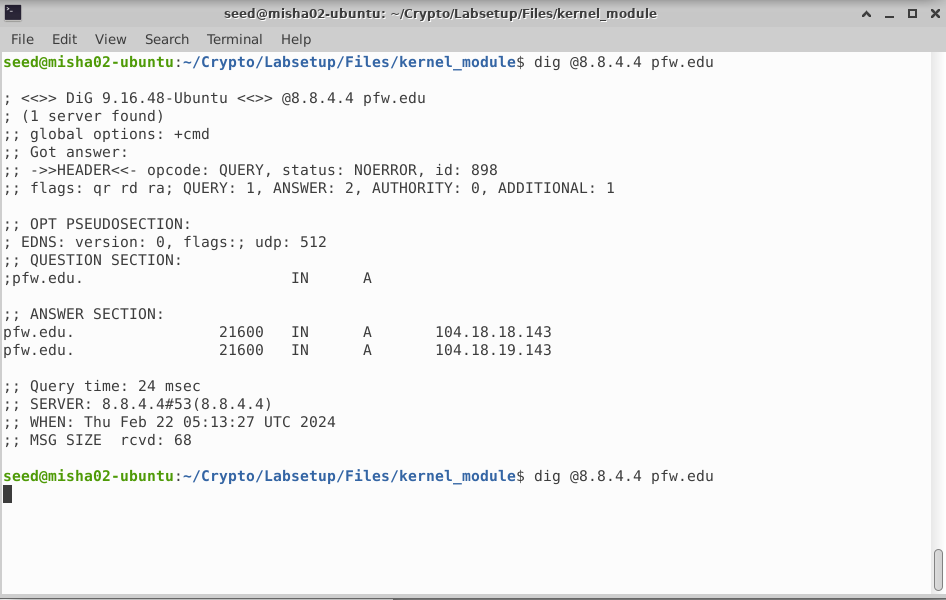 seed@misha02-ubuntu: ~/Crypto/Labsetup/Files/kernel_module
File Edit View Search Terminal Help
seed@misha02-ubuntu:~/Crypto/Labsetup/Files/kernel_module$ dig @8.8.4.4 pfw.edu
; <<>> DiG 9.16.48-Ubuntu <<>> @8.8.4.4 pfw.edu
; (1 server found)
;; global options: +cmd
;; Got answer:
;; ->>HEADER<<- opcode: QUERY, status: NOERROR, id: 898
;; flags: qr rd ra; QUERY: 1, ANSWER: 2, AUTHORITY: 0, ADDITIONAL: 1
;; OPT PSEUDOSECTION:
; EDNS: version: 0, flags:; udp: 512
;; QUESTION SECTION:
;pfw.edu. IN A
;; ANSWER SECTION:
pfw.edu. 21600 IN A 104.18.18.143
pfw.edu. 21600 IN A 104.18.19.143
;; Query time: 24 msec
;; SERVER: 8.8.4.4#53(8.8.4.4)
;; WHEN: Thu Feb 22 05:13:27 UTC 2024
;; MSG SIZE  rcvd: 68
seed@misha02-ubuntu:~/Crypto/Labsetup/Files/kernel_module$ dig @8.8.4.4 pfw.edu